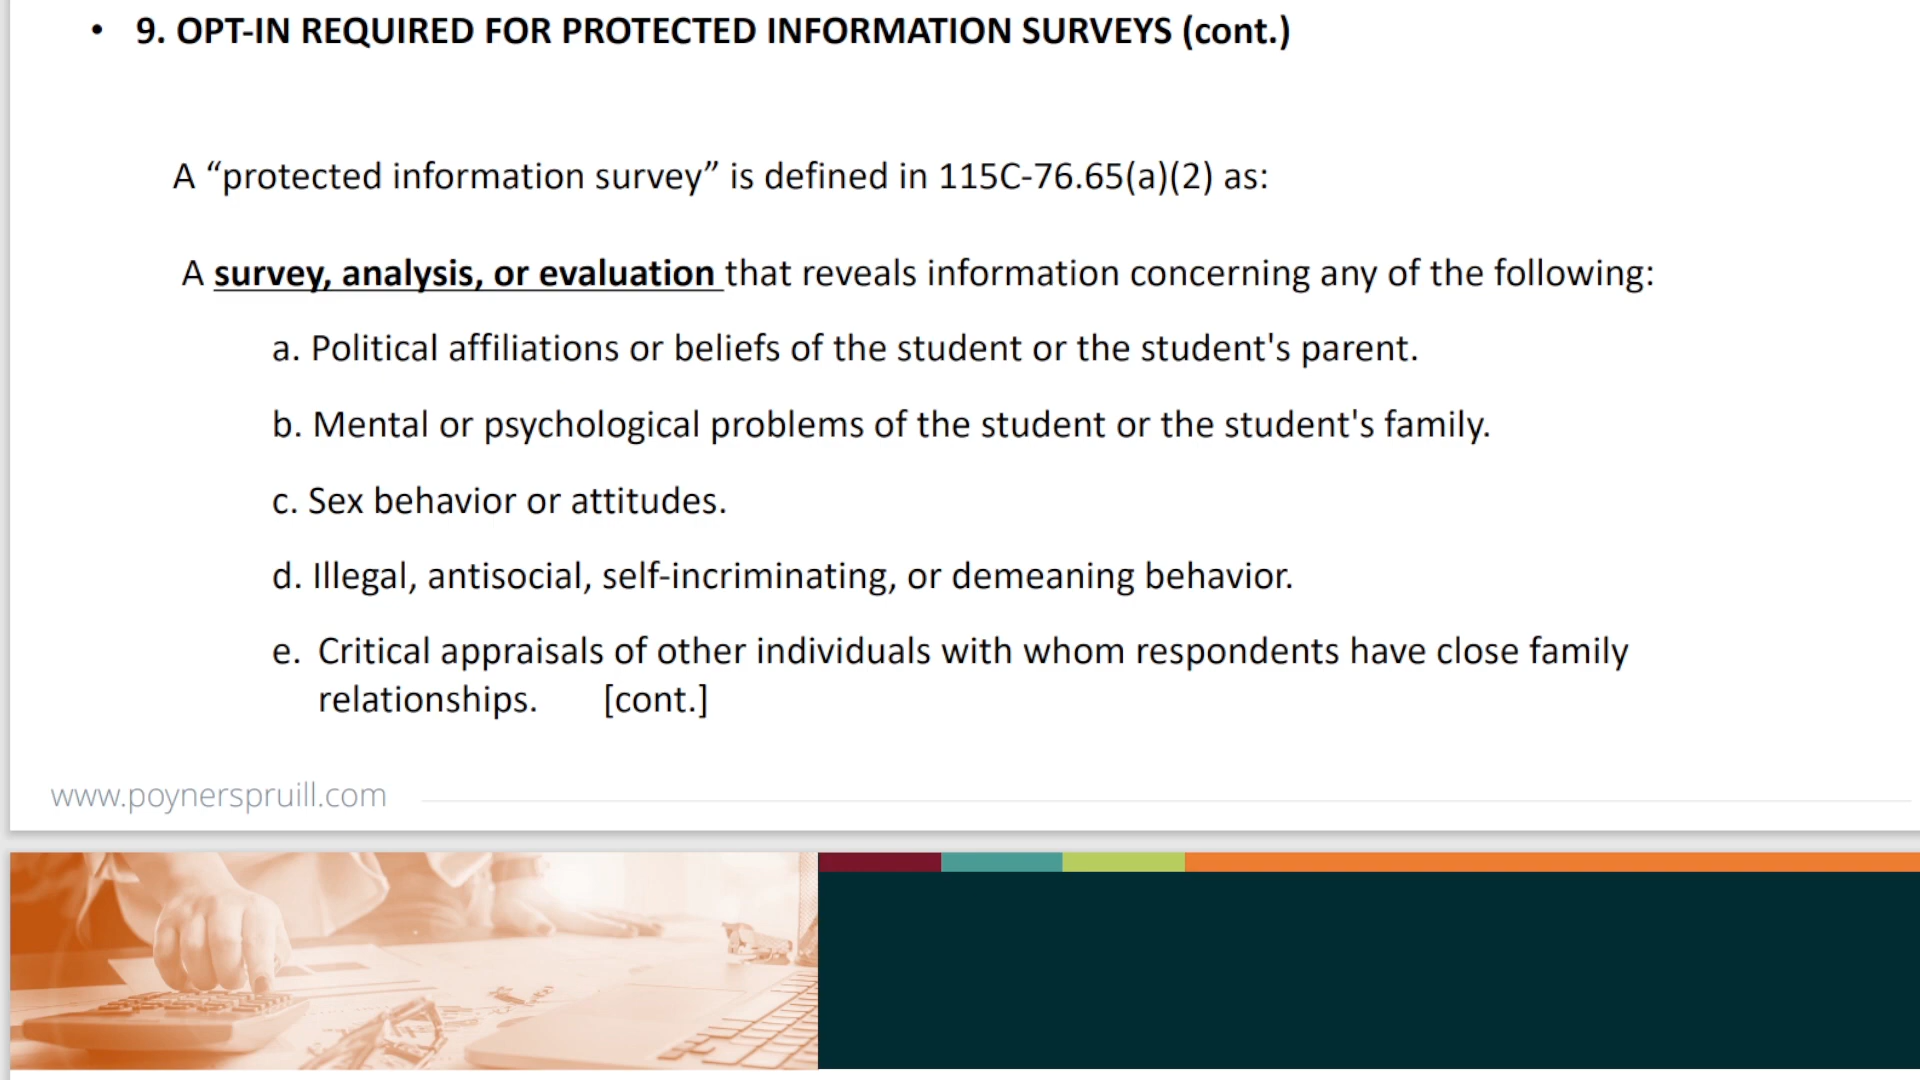 • 9. OPT-IN REQUIRED FOR PROTECTED INFORMATION SURVEYS (cont.)
A “protected information survey” is defined in 115C-76.65(a)(2) as:
A survey, analysis, or evaluation that reveals information concerning any of the following:
a. Political affiliations or beliefs of the student or the student's parent.
b. Mental or psychological problems of the student or the student's family.
c. Sex behavior or attitudes.
d. Illegal, antisocial, self-incriminating, or demeaning behavior.
e. Critical appraisals of other individuals with whom respondents have close family
relationships. [cont.]
www.poynerspruill.com